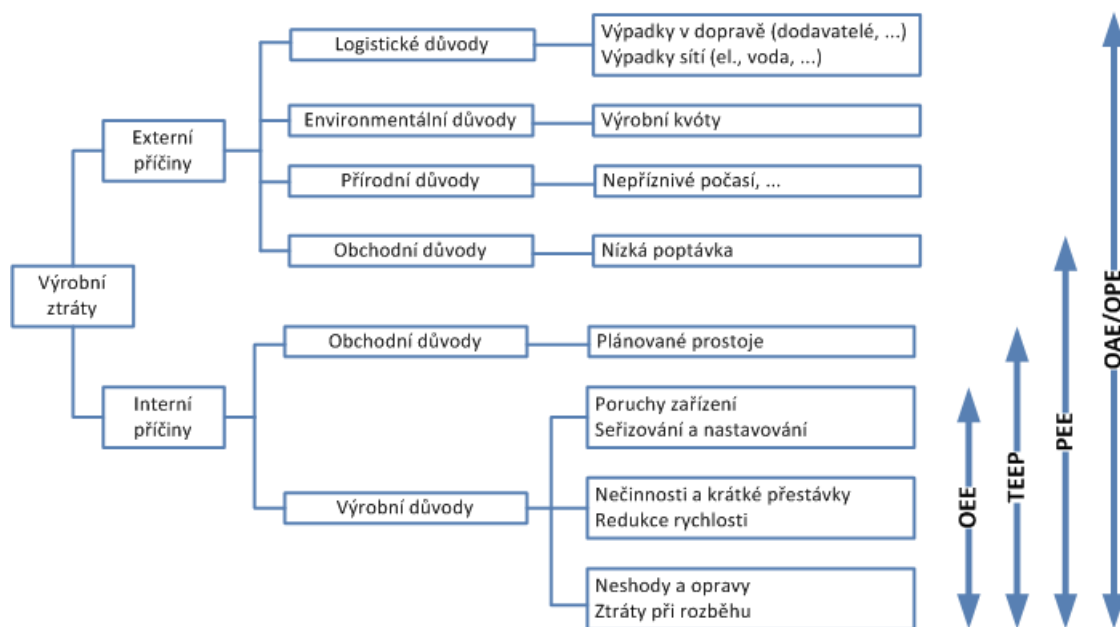 Logistické důvody
Výpadky v dopravě (dodavatelé, ...)
Výpadky sítí (el., voda, ...)
Externí
příčiny
Environmentální důvody
Výrobní kvóty
Přírodní důvody
Nepříznivé počasí, ...
Obchodní důvody
Nízká poptávka
Výrobní
ztráty
Obchodní důvody
Plánované prostoje
Interní
příčiny
Poruchy zařízení
Seřizování a nastavování
Výrobní důvody
Nečinnosti a krátké přestávky
Redukce rychlosti
Neshody a opravy
Ztráty při rozběhu
OEE
TEEP
PEE
OAE/OPE